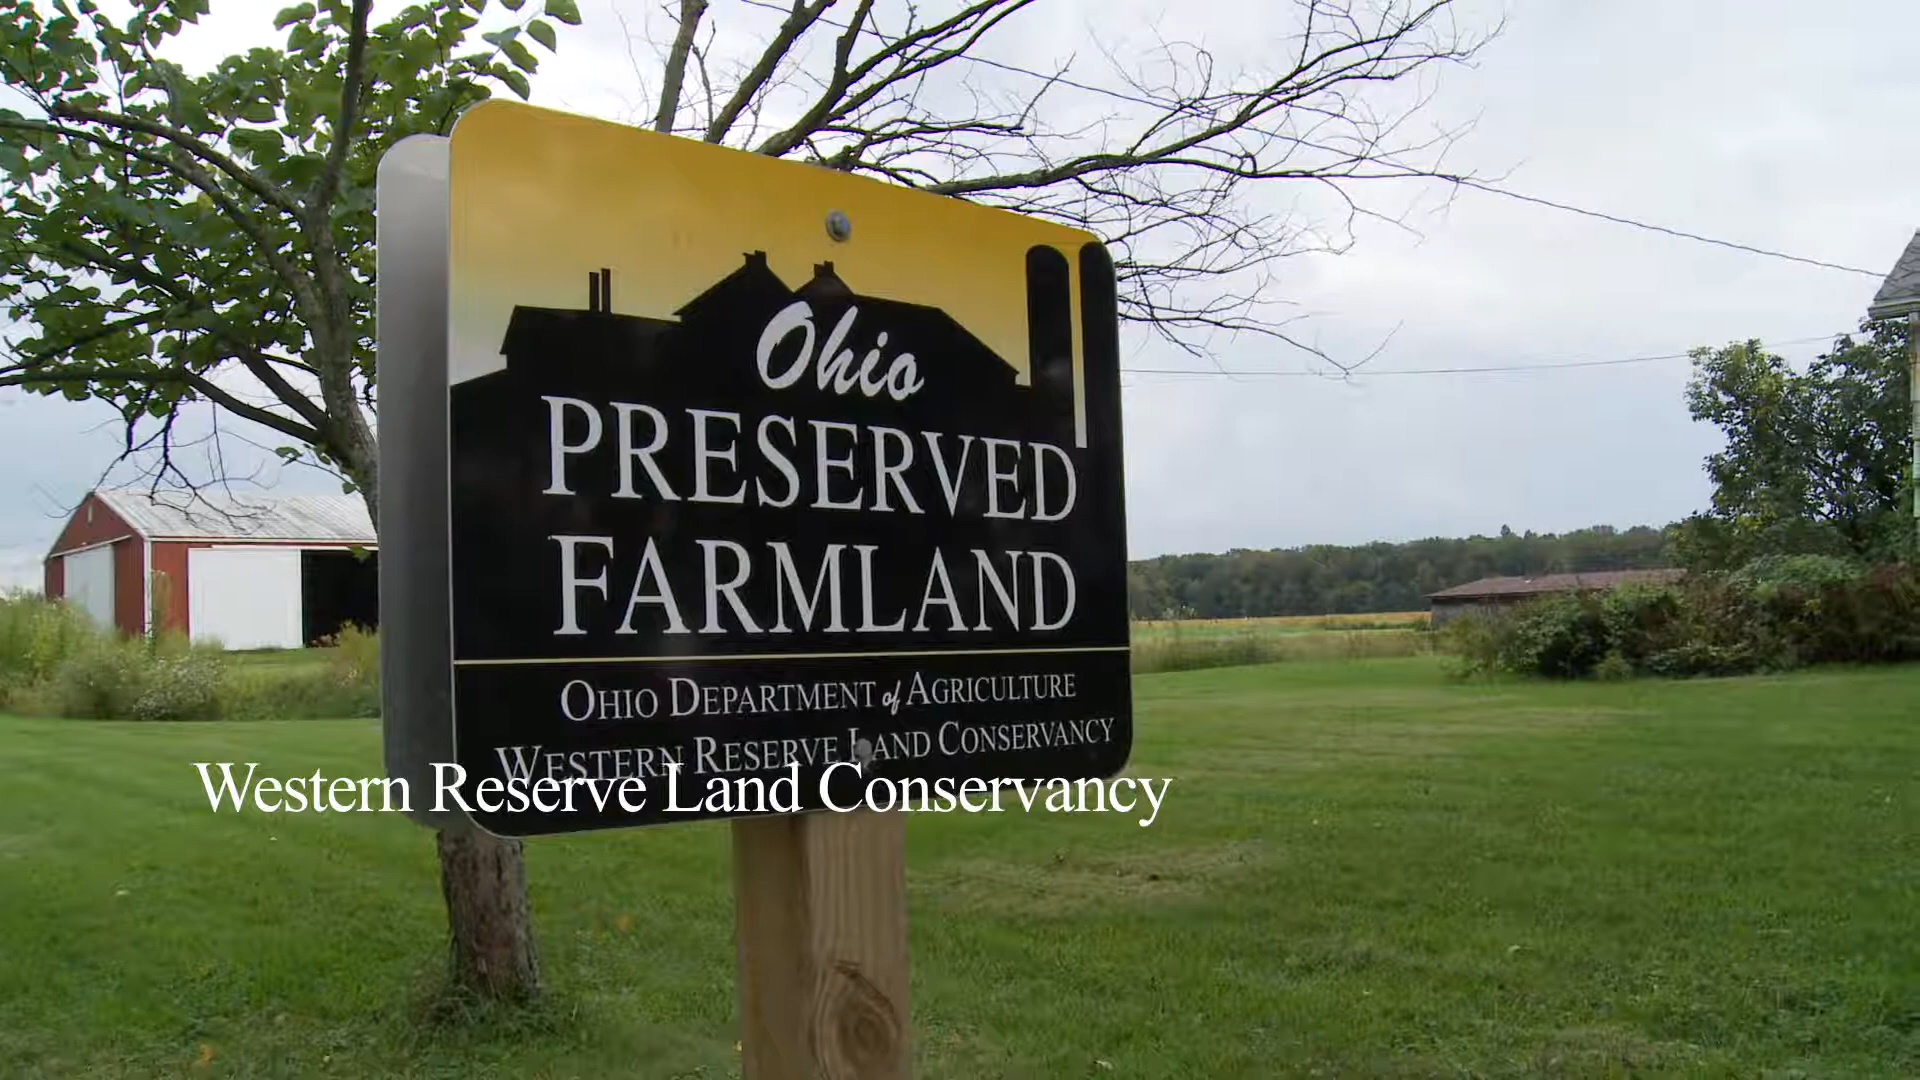 Ohio
PRESERVED
FARMLAND
OHIO DEPARTMENT of AGRICULTURE
WESTERN RESERVE LAND CONSERVANCY
Western Reserve Land Conservancy